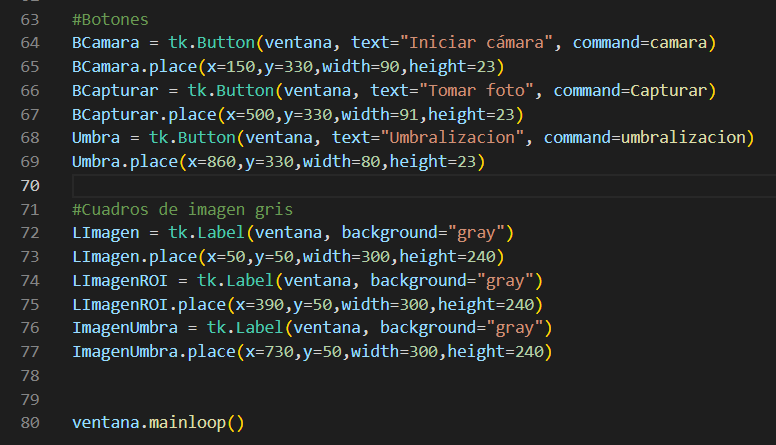 63 #Botones
64 BCamara = tk.Button(ventana, text="Iniciar cámara", command=camara)
65 BCamara.place(x=150,y=330,width=90,height=23)
66 BCapturar = tk.Button(ventana, text="Tomar foto", command=Capturar)
67 BCapturar.place(x=500,y=330,width=91,height=23)
68 Umbra = tk.Button(ventana, text="Umbralizacion", command=umbralizacion)
69 Umbra.place(x=860,y=330,width=80,height=23)
70
71 #Cuadros de imagen gris
72 LImagen = tk.Label(ventana, background="gray")
73 LImagen.place(x=50,y=50,width=300,height=240)
74 LImagenROI = tk.Label(ventana, background="gray")
75 LImagenROI.place(x=390,y=50,width=300,height=240)
76 ImagenUmbra = tk.Label(ventana, background="gray")
77 ImagenUmbra.place(x=730,y=50,width=300,height=240)
78
79
80 ventana.mainloop()